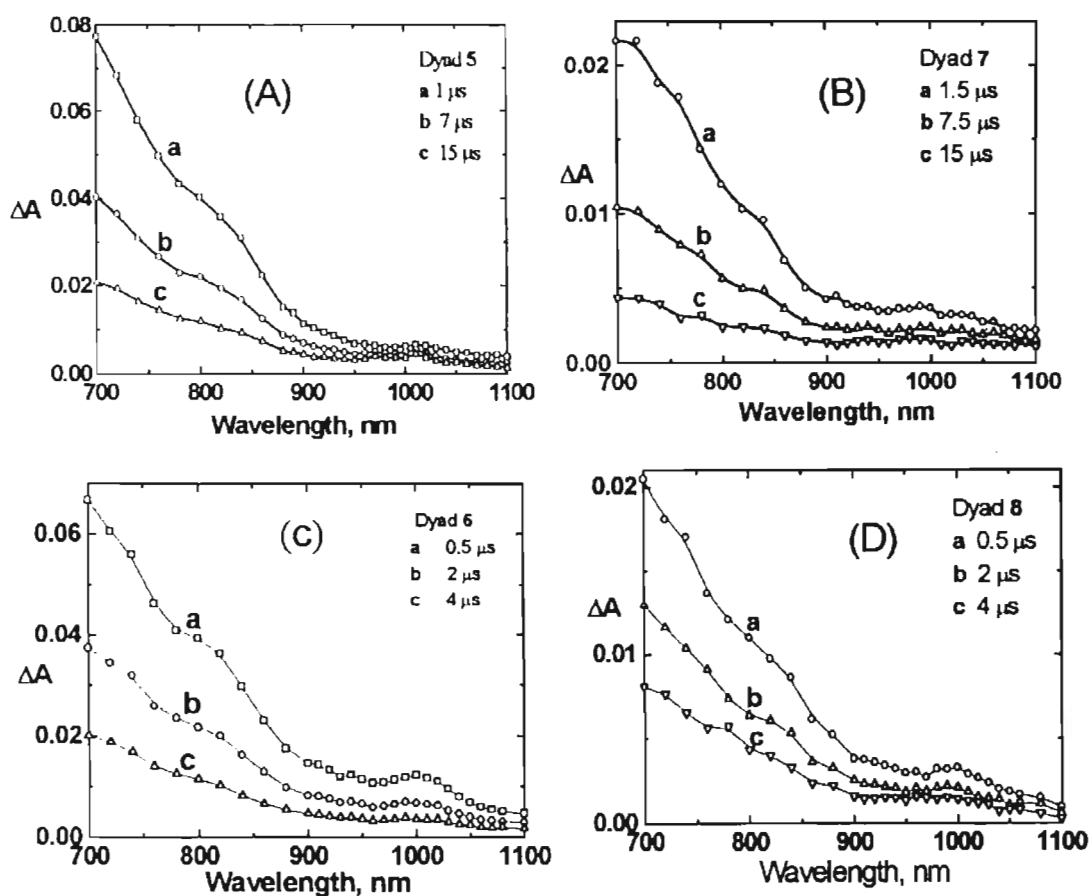 0.08
0.06
0.04
0.02
0.00
ΔA
(A)
Dyad 5
a 1 μs
b 7 μs
c 15 μs
a
b
c
700 800 900 1000 1100
Wavelength, nm
0.02
0.01
0.00
ΔA
(B)
Dyad 7
a 1.5 μs
b 7.5 μs
c 15 μs
a
b
c
700 800 900 1000 1100
Wavelength, nm
0.06
0.04
0.02
0.00
ΔA
(C)
Dyad 6
a 0.5 μs
b 2 μs
c 4 μs
a
b
c
700 800 900 1000 1100
Wavelength, nm
0.02
0.01
0.00
ΔA
(D)
Dyad 8
a 0.5 μs
b 2 μs
c 4 μs
a
b
c
700 800 900 1000 1100
Wavelength, nm